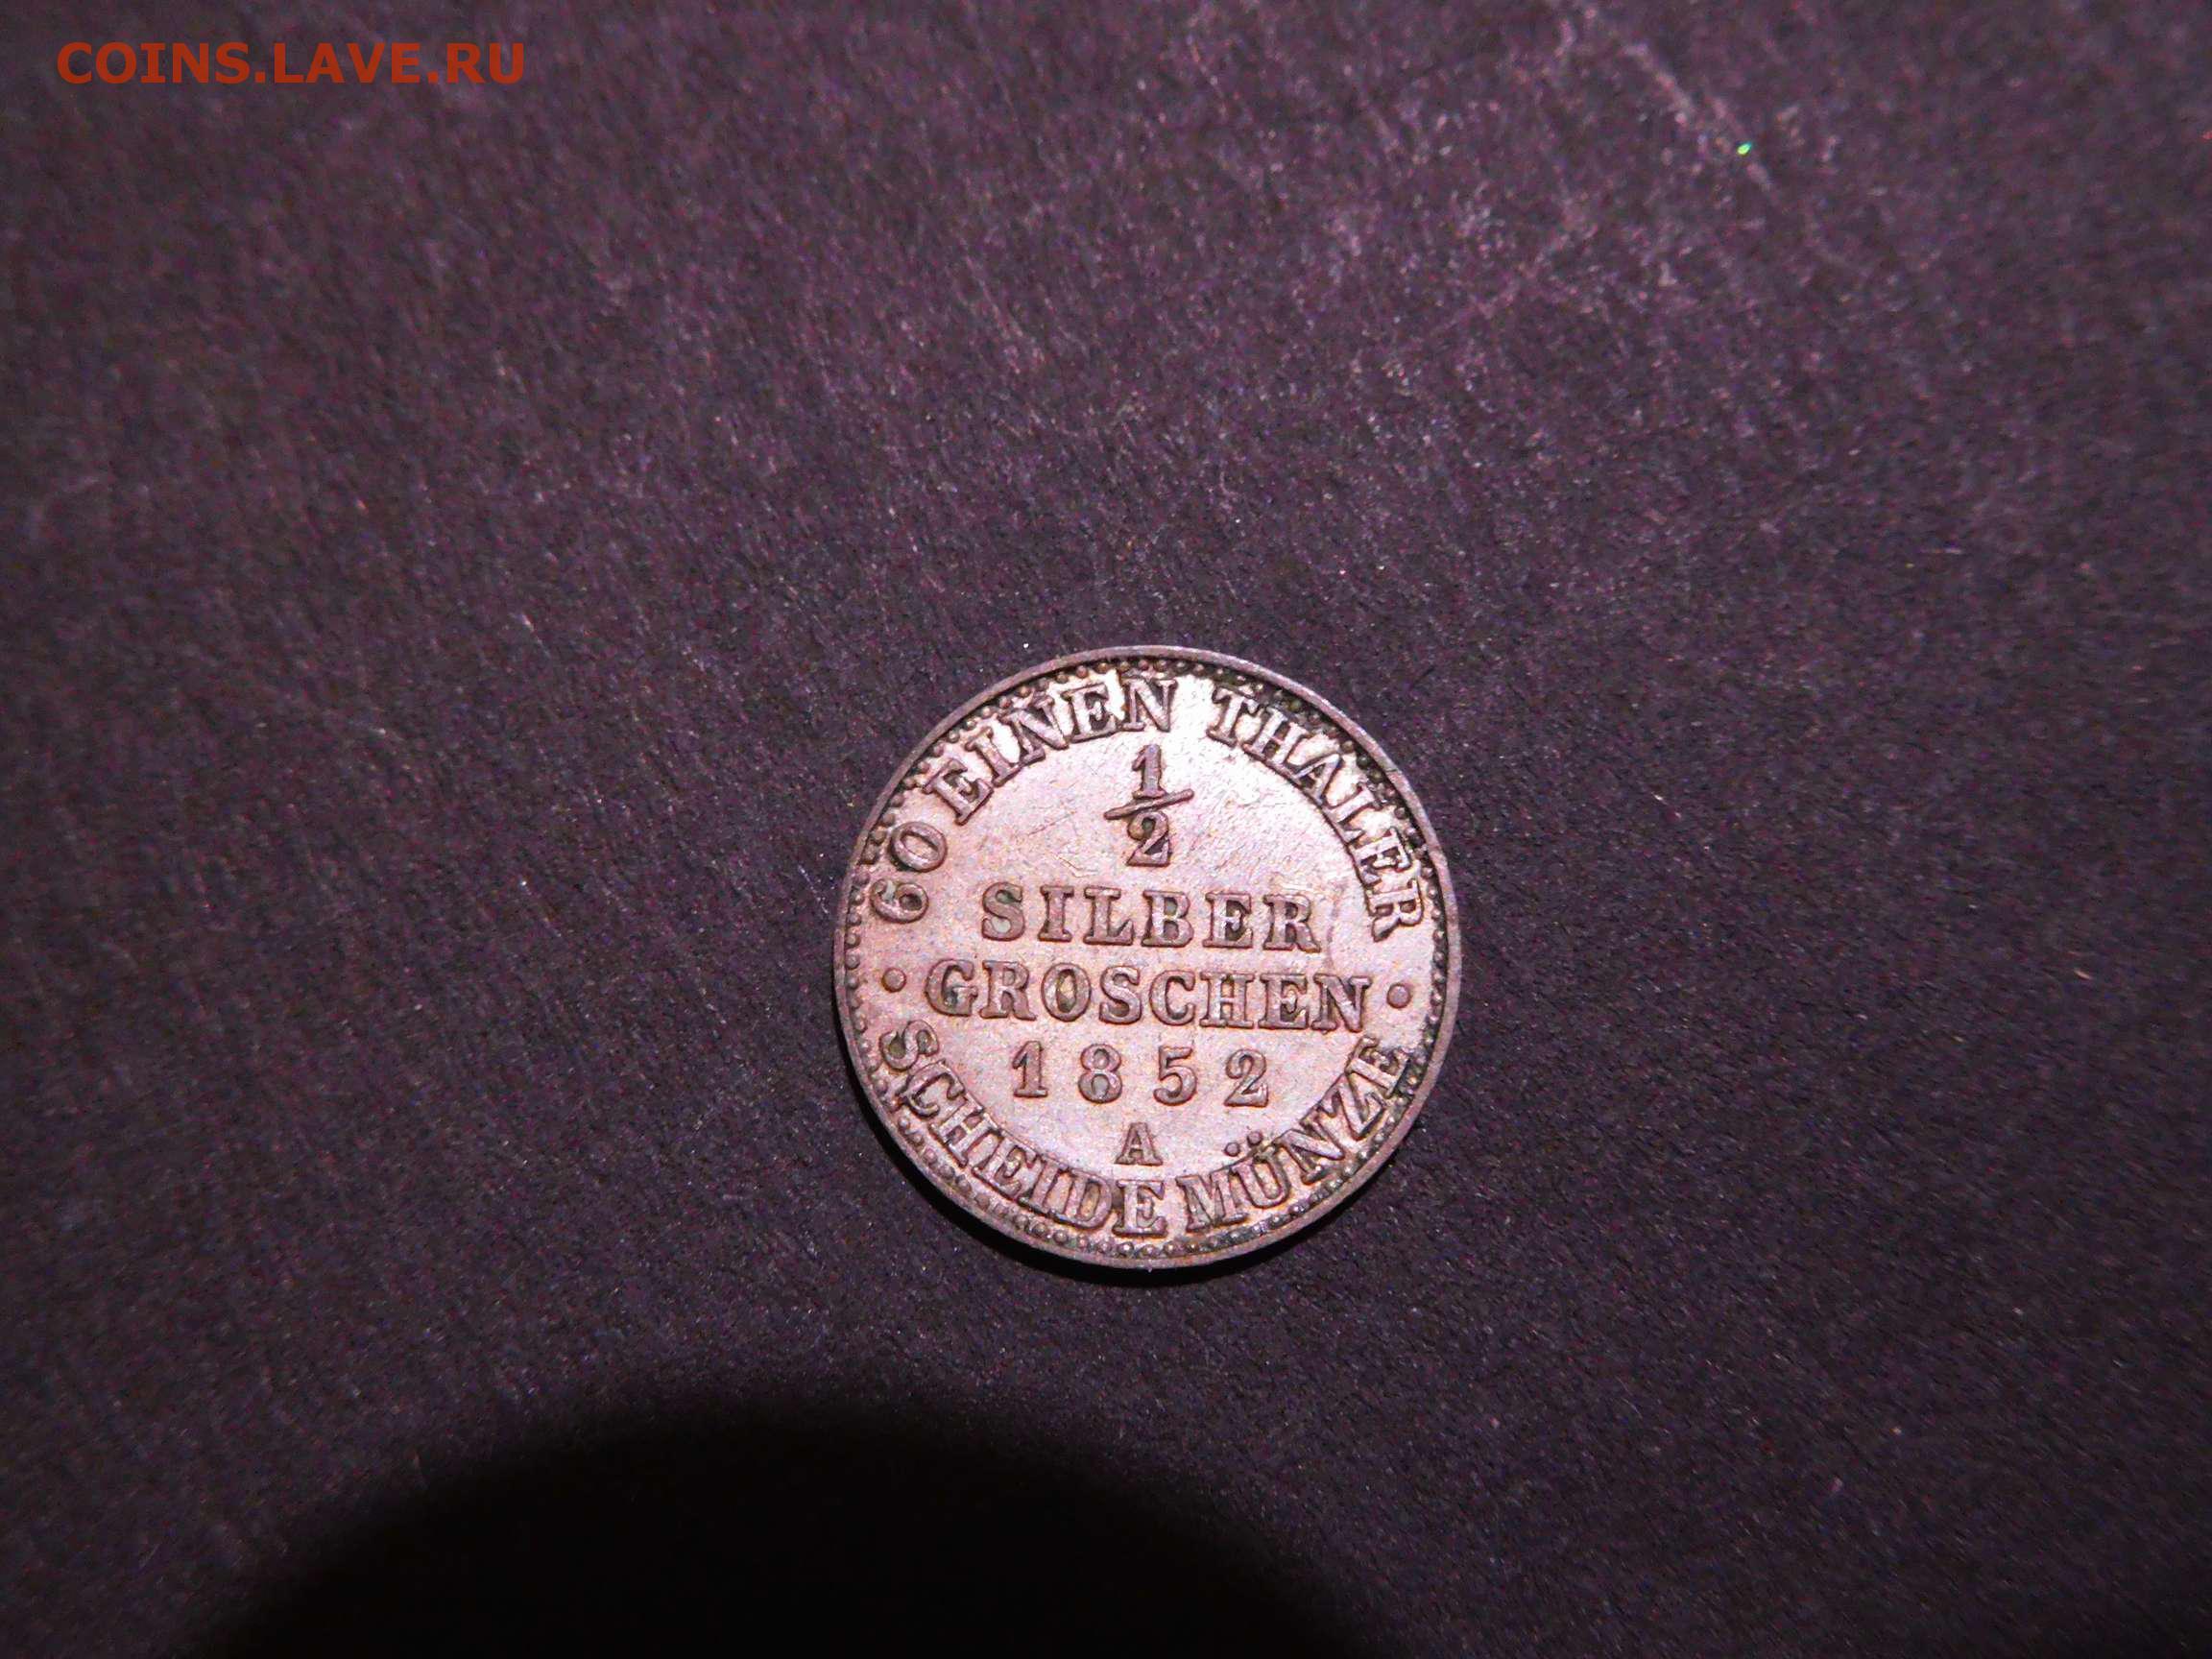 COINS.LAVE.RU
60 EINEN THALER
1/2
SILBER
· GROSCHEN ·
1852
A
SCHEIDE MÜNZE